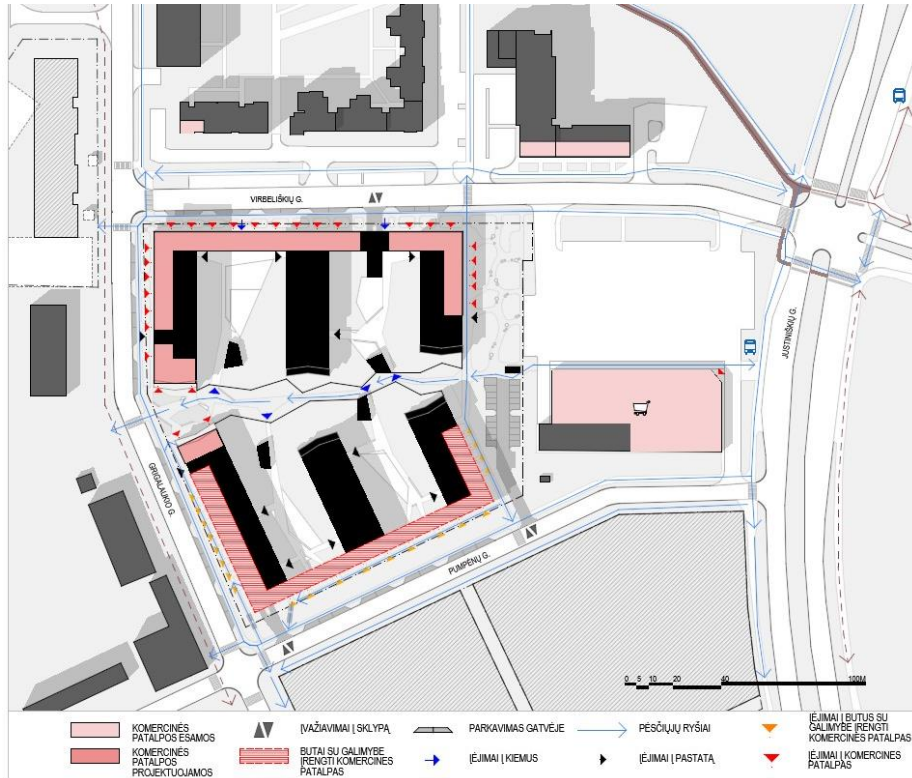 VIRBELIŠKIŲ G.
JUSTINIŠKIŲ G.
GRIGALAUKIO G.
PUMPĖNŲ G.
0 5 10 20 40 100M
KOMERCINĖS
PATALPOS ESAMOS
KOMERCINĖS
PATALPOS
PROJEKTUOJAMOS
ĮVAŽIAVIMAI Į SKLYPĄ
BUTAI SU GALIMYBE
ĮRENGTI KOMERCINES
PATALPAS
PARKAVIMAS GATVĖJE
ĮĖJIMAI Į KIEMUS
PĖSČIŲJŲ RYŠIAI
ĮĖJIMAI Į PASTATĄ
ĮĖJIMAI Į BUTUS SU
GALIMYBE ĮRENGTI
KOMERCINES PATALPAS
ĮĖJIMAI Į KOMERCINES
PATALPAS